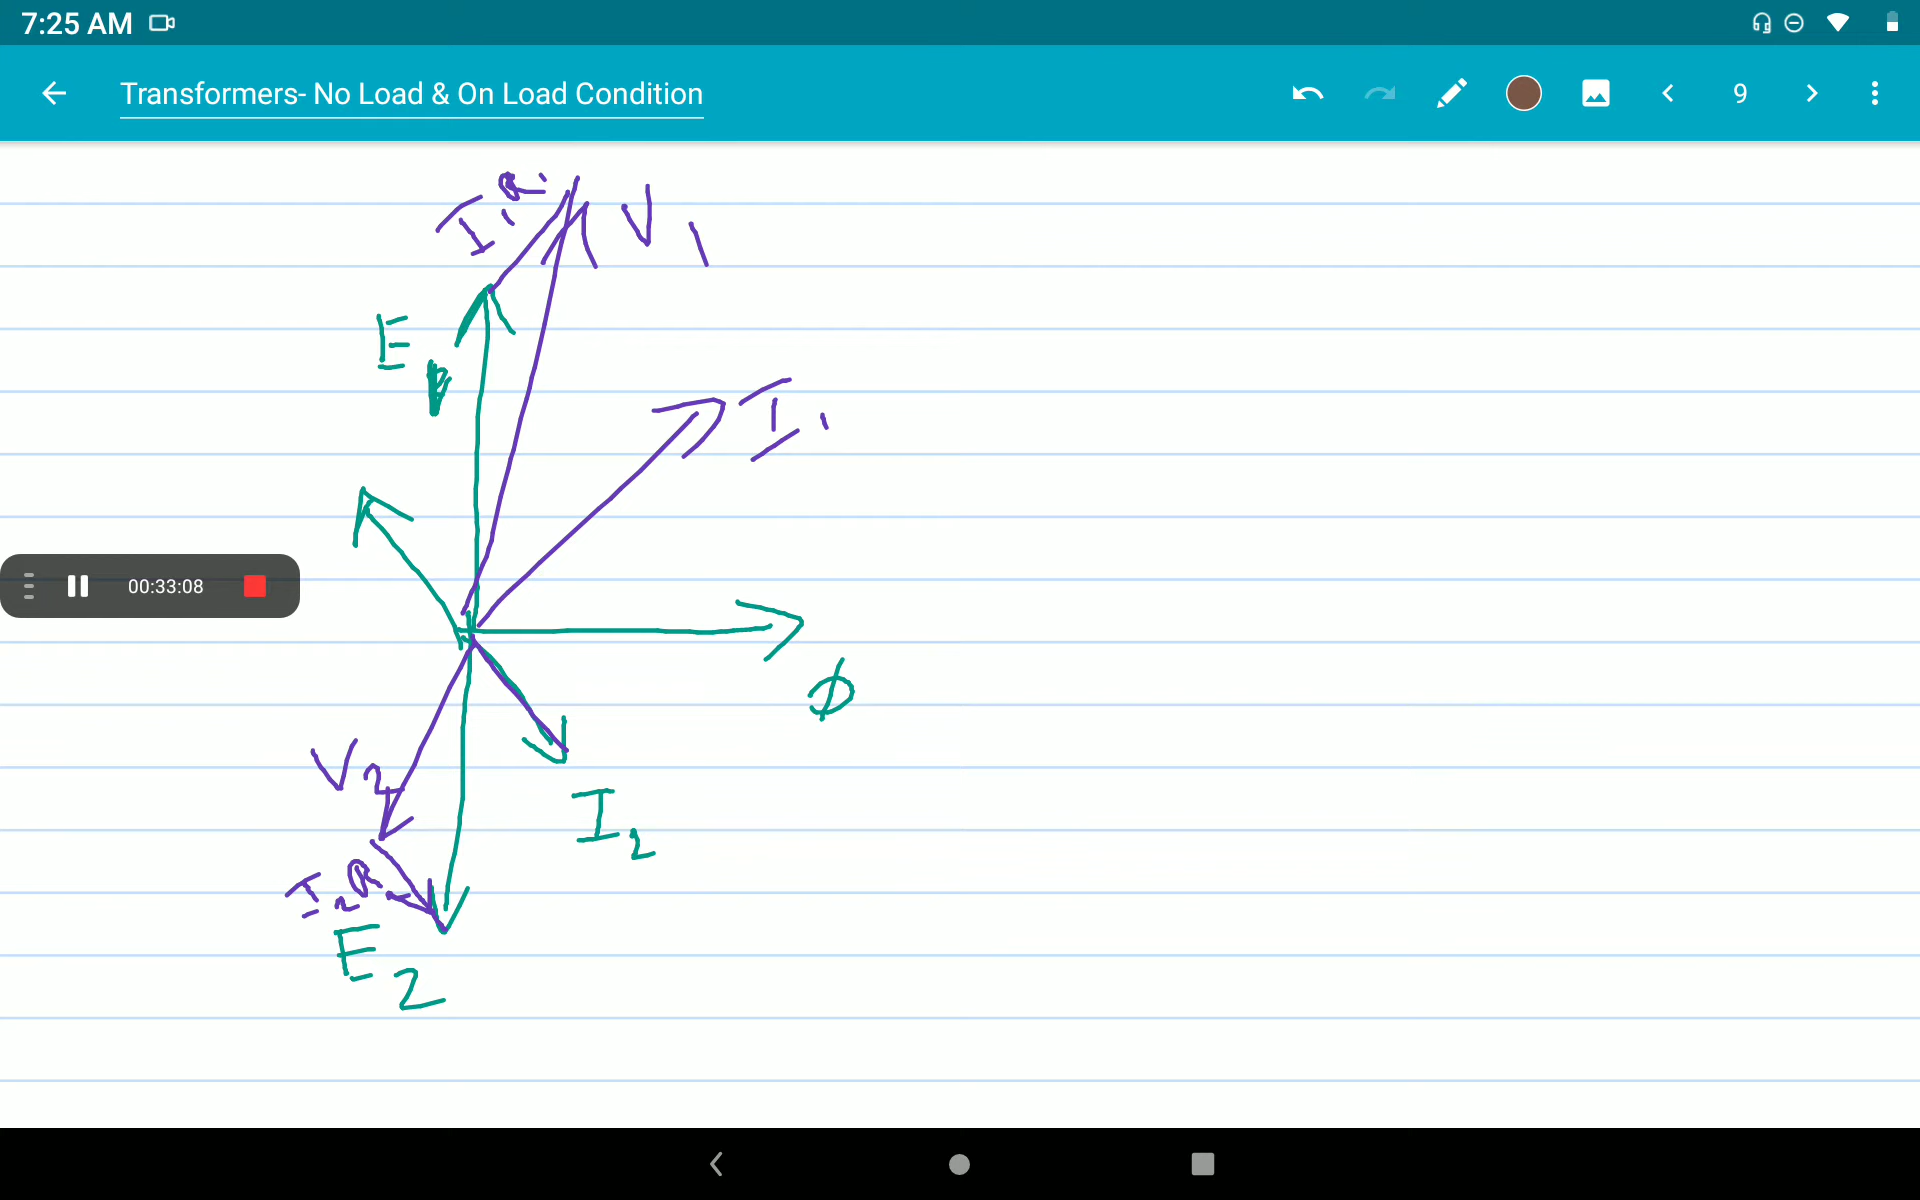 7:25 AM
Transformers- No Load & On Load Condition
9
I₁R₁
V₁
E
I₁
00:33:08
Φ
V₂
I₂
I₂R₂
E₂